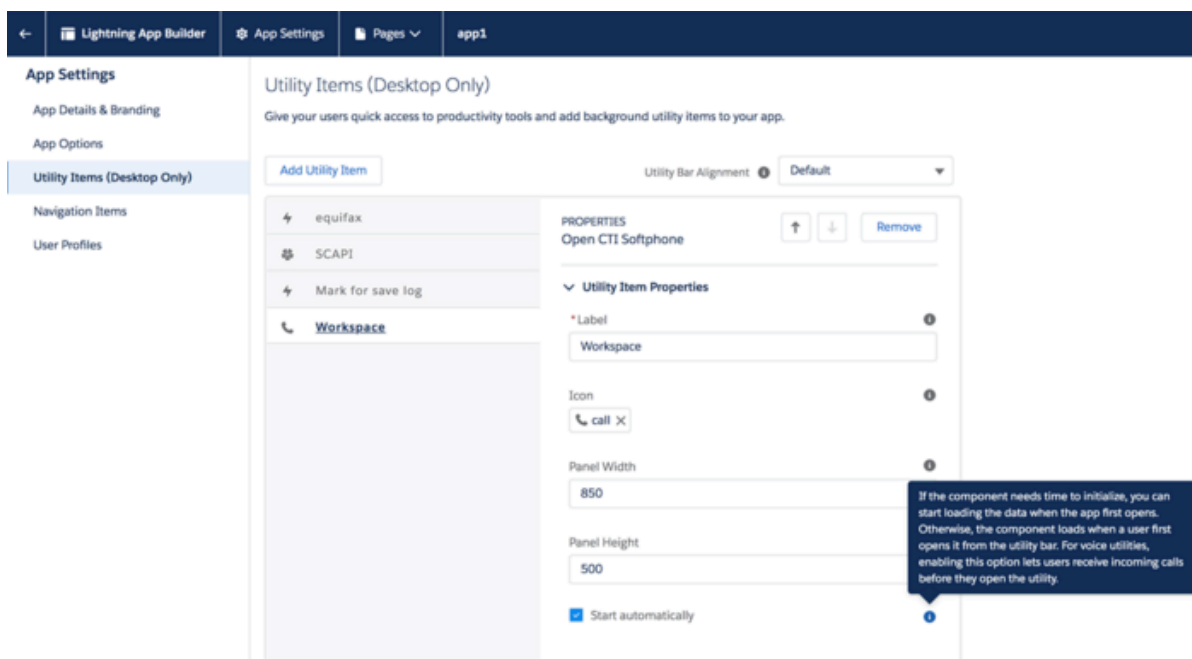 Lightning App Builder
App Settings
Pages
app1
App Settings
App Details & Branding
App Options
Utility Items (Desktop Only)
Navigation Items
User Profiles
Utility Items (Desktop Only)
Give your users quick access to productivity tools and add background utility items to your app.
Add Utility Item
Utility Bar Alignment
Default
equifax
SCAPI
Mark for save log
Workspace
PROPERTIES
Open CTI Softphone
Remove
Utility Item Properties
*Label
Workspace
Icon
call
Panel Width
850
Panel Height
500
Start automatically
If the component needs time to initialize, you can
start loading the data when the app first opens.
Otherwise, the component loads when a user first
opens it from the utility bar. For voice utilities,
enabling this option lets users receive incoming calls
before they open the utility.